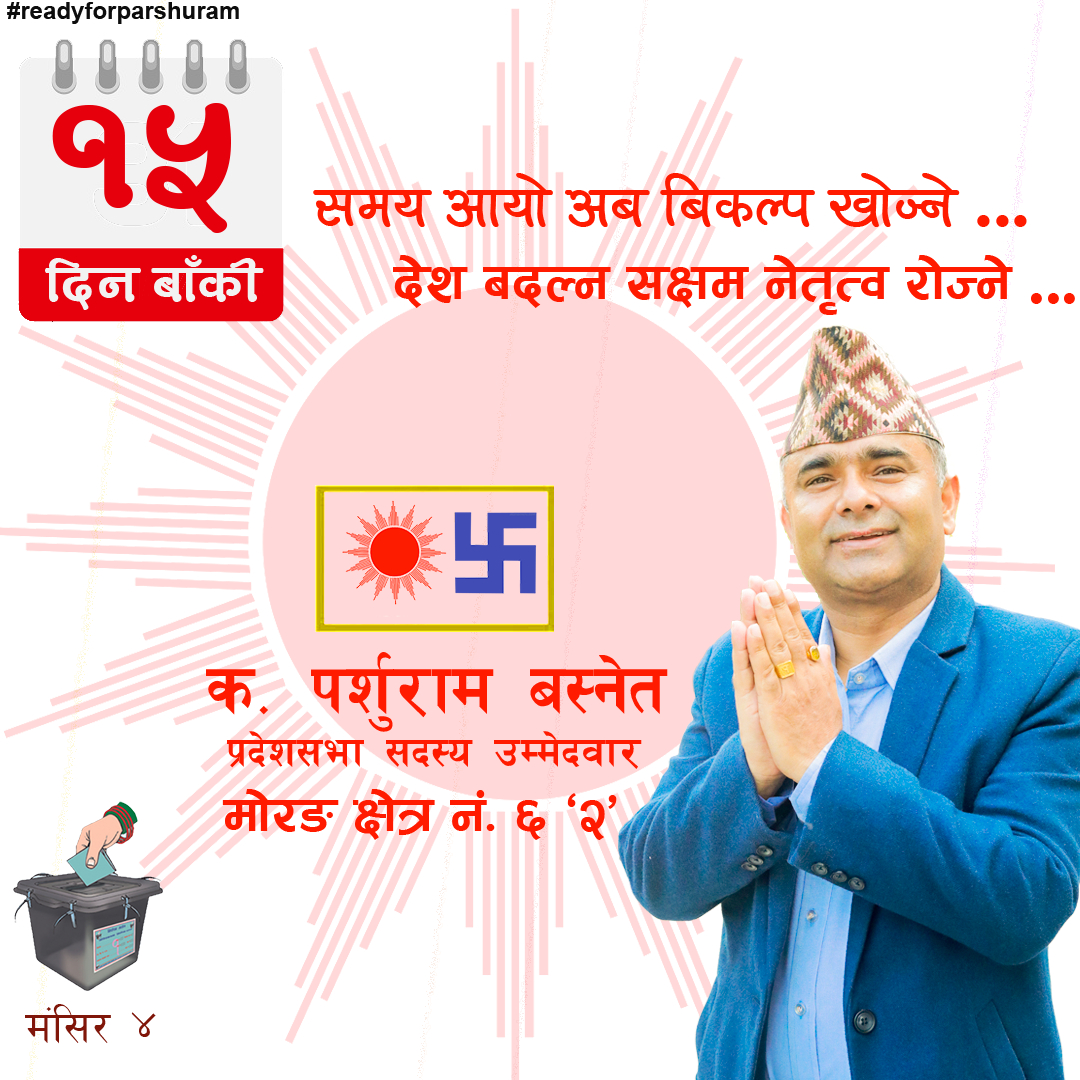 #readyforparshuram
१५
दिन बाँकी
समय आयो अब बिकल्प खोज्ने ...
देश बदल्न सक्षम नेतृत्व रोज्ने ...
क. पर्शुराम बस्नेत
प्रदेशसभा सदस्य उम्मेदवार
मोरङ क्षेत्र नं. ६ ‘२’
मंसिर ४